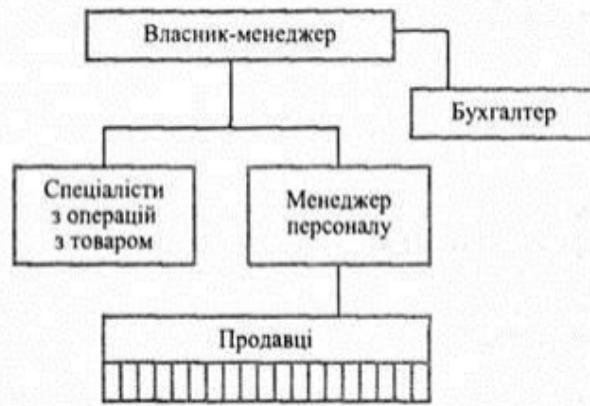 Власник-менеджер
Бухгалтер
Спеціалісти
з операцій
з товаром
Менеджер
персоналу
Продавці